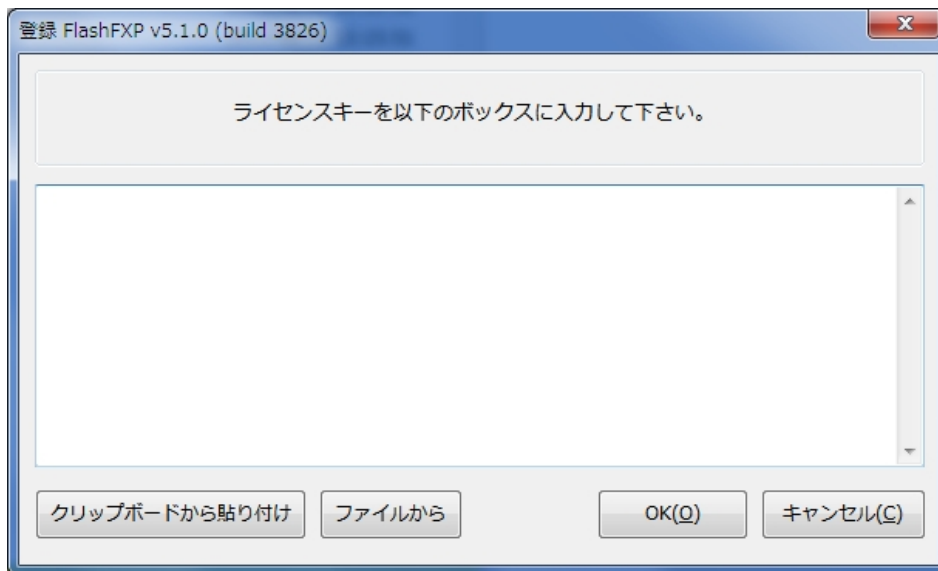 登録 FlashFXP v5.1.0 (build 3826)
ライセンスキーを以下のボックスに入力して下さい。
クリップボードから貼り付け
ファイルから
OK(O)
キャンセル(C)